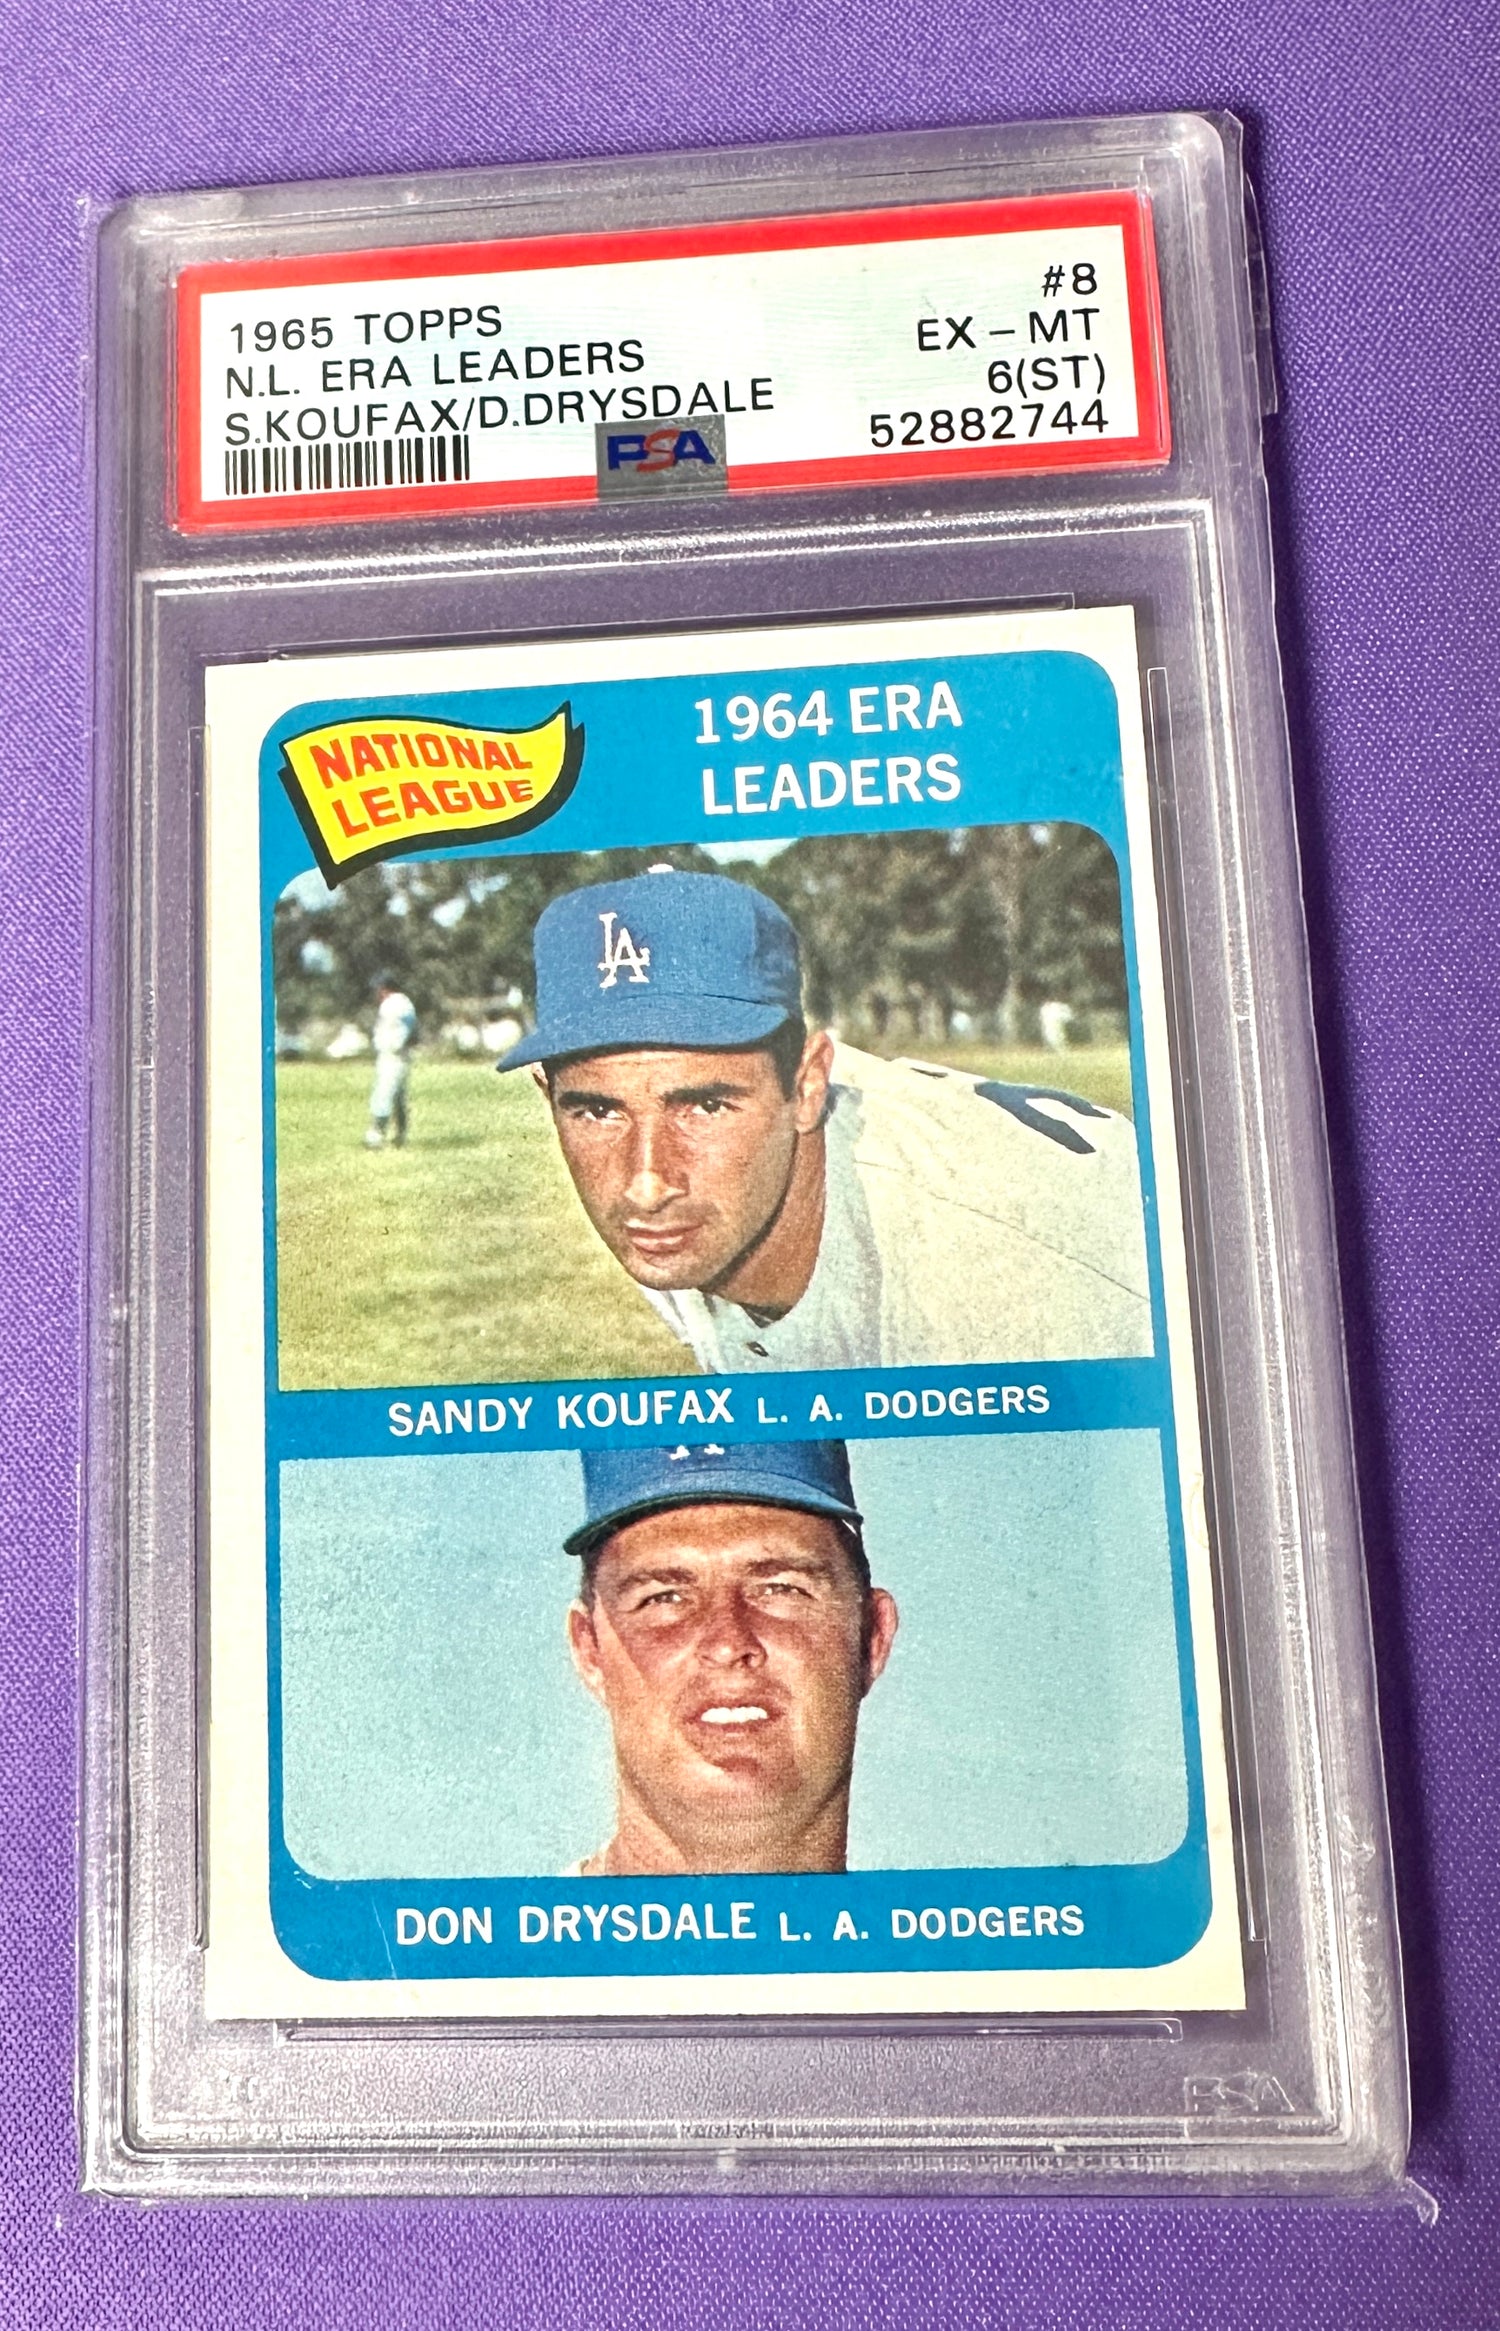 1965 TOPPS
N.L. ERA LEADERS
S.KOUFAX/D.DRYSDALE
#8
EX – MT
6(ST)
52882744
PSA
NATIONAL
LEAGUE
1964 ERA
LEADERS
LA
SANDY KOUFAX L. A. DODGERS
DON DRYSDALE L. A. DODGERS
PSA